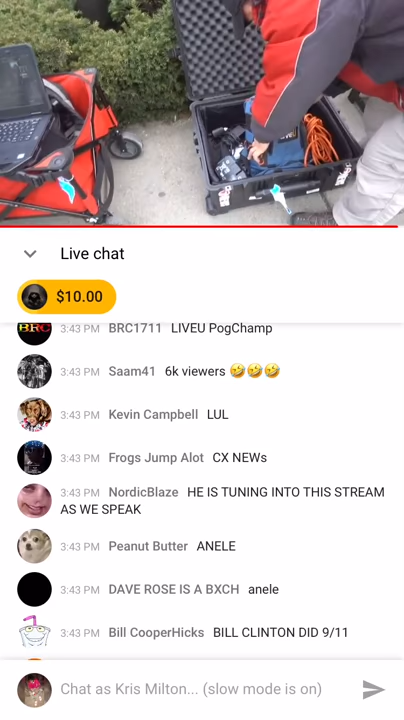 Live chat
$10.00
BRC
3:43 PM BRC1711 LIVEU PogChamp
3:43 PM Saam41 6k viewers 🤣🤣🤣
3:43 PM Kevin Campbell LUL
3:43 PM Frogs Jump Alot CX NEWs
3:43 PM NordicBlaze HE IS TUNING INTO THIS STREAM
AS WE SPEAK
3:43 PM Peanut Butter ANELE
3:43 PM DAVE ROSE IS A BXCH anele
3:43 PM Bill CooperHicks BILL CLINTON DID 9/11
Chat as Kris Milton... (slow mode is on)